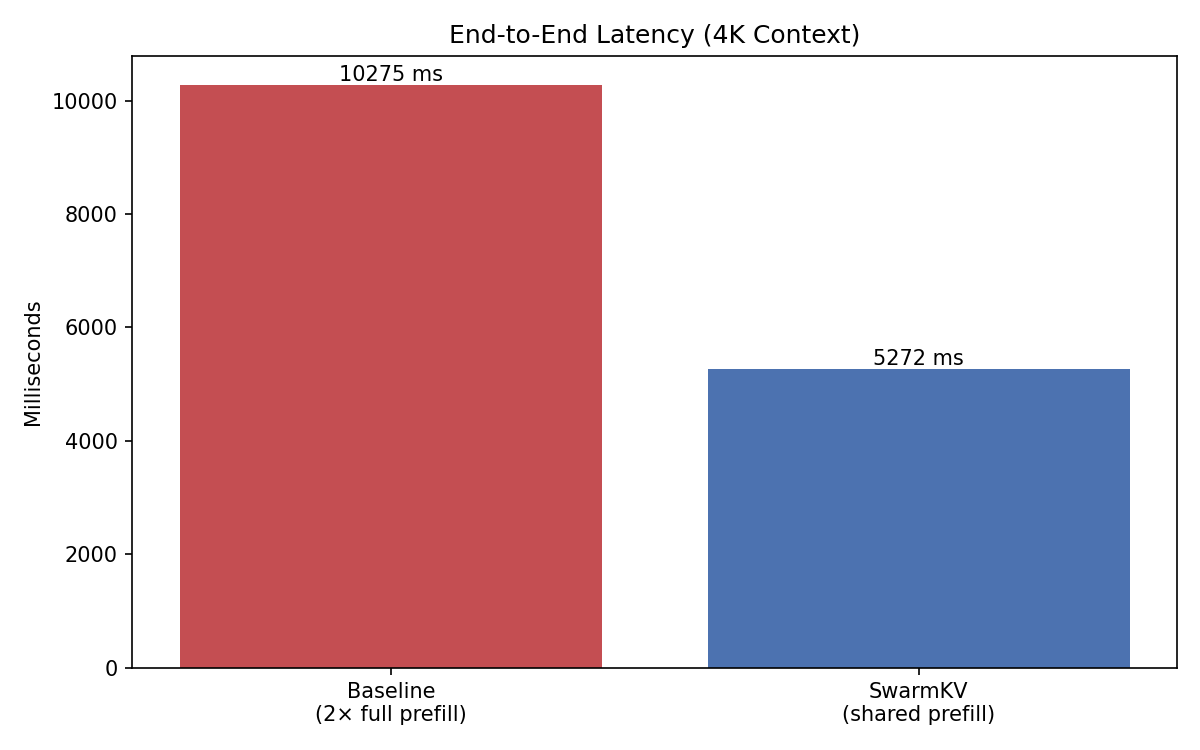 End-to-End Latency (4K Context)
10275 ms
5272 ms
10000
8000
6000
4000
2000
0
Milliseconds
Baseline
(2× full prefill)
SwarmKV
(shared prefill)